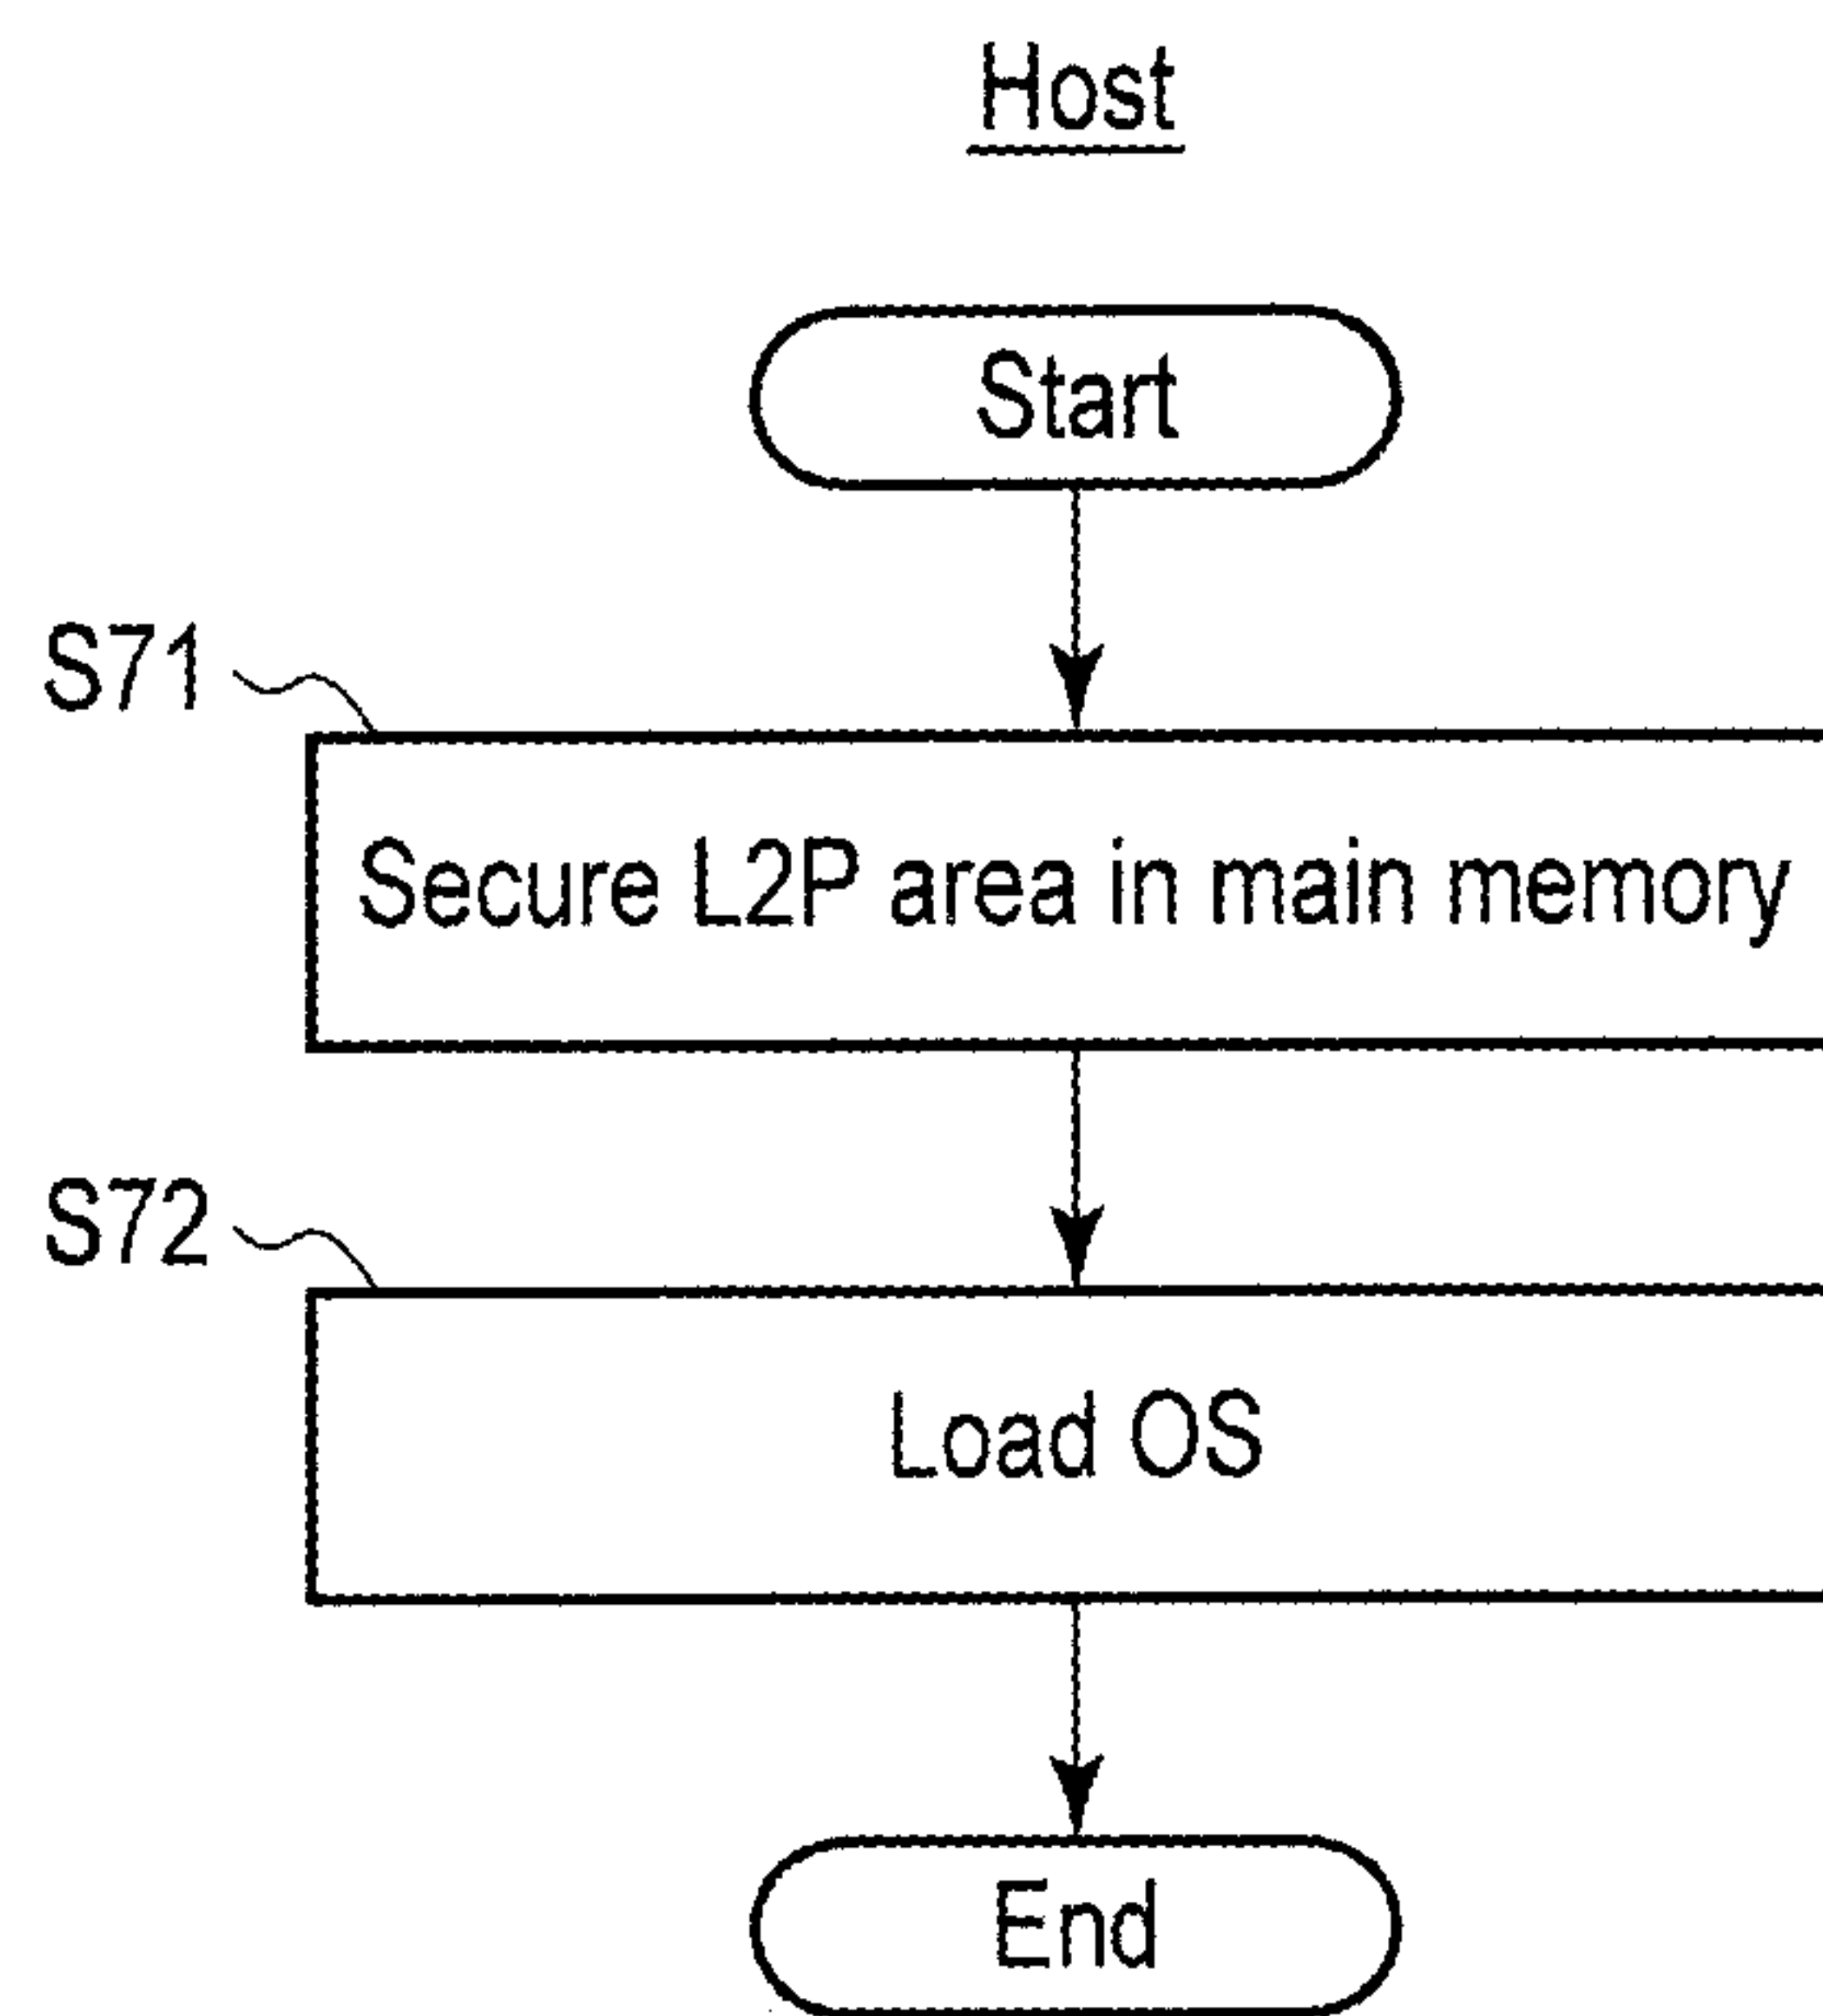 Host
Start
S71
Secure L2P area in main memory
S72
Load OS
End